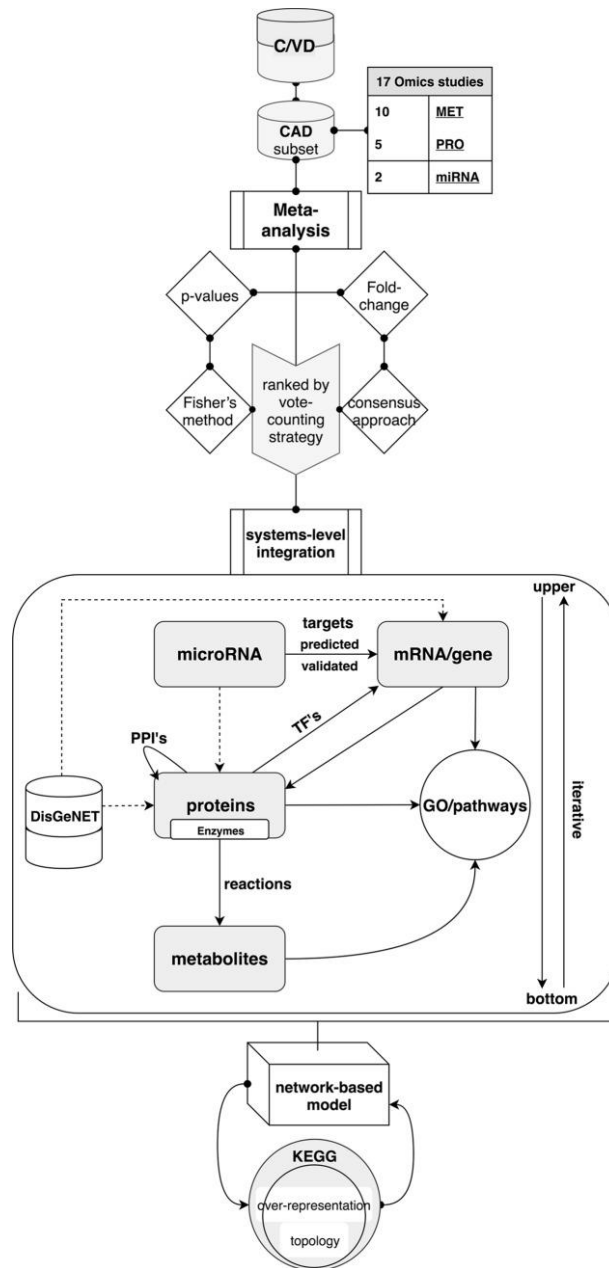 C/VD
CAD
subset
17 Omics studies
10 MET
5 PRO
2 miRNA
Meta-
analysis
p-values
Fold-
change
Fisher's
method
ranked by
vote-
counting
strategy
consensus
approach
systems-level
integration
upper
targets
microRNA
predicted
validated
mRNA/gene
TF's
PPI's
DisGeNET
proteins
Enzymes
GO/pathways
iterative
reactions
metabolites
bottom
network-based
model
KEGG
over-representation
topology